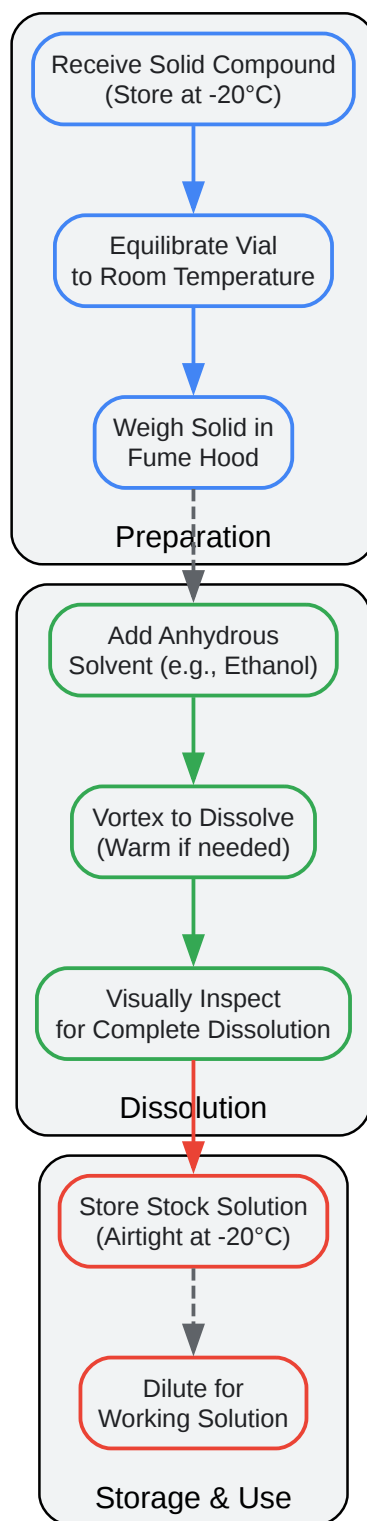 Receive Solid Compound
(Store at -20°C)
Equilibrate Vial
to Room Temperature
Weigh Solid in
Fume Hood
Preparation
Add Anhydrous
Solvent (e.g., Ethanol)
Vortex to Dissolve
(Warm if needed)
Visually Inspect
for Complete Dissolution
Dissolution
Store Stock Solution
(Airtight at -20°C)
Dilute for
Working Solution
Storage & Use